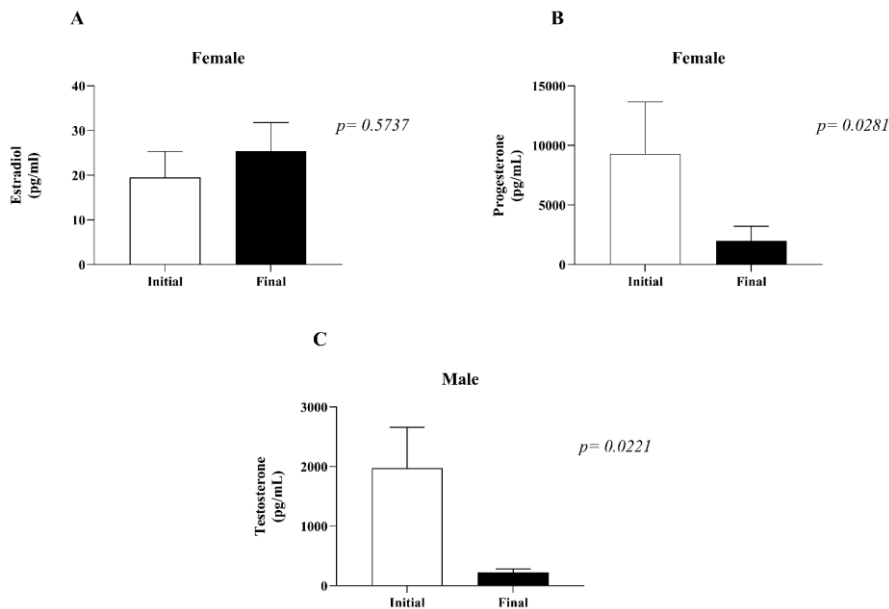 A
Female
Estradiol
(pg/ml)
40
30
20
10
0
Initial
Final
p= 0.5737
B
Female
Progesterone
(pg/mL)
15000
10000
5000
0
Initial
Final
p= 0.0281
C
Male
Testosterone
(pg/mL)
3000
2000
1000
0
Initial
Final
p= 0.0221